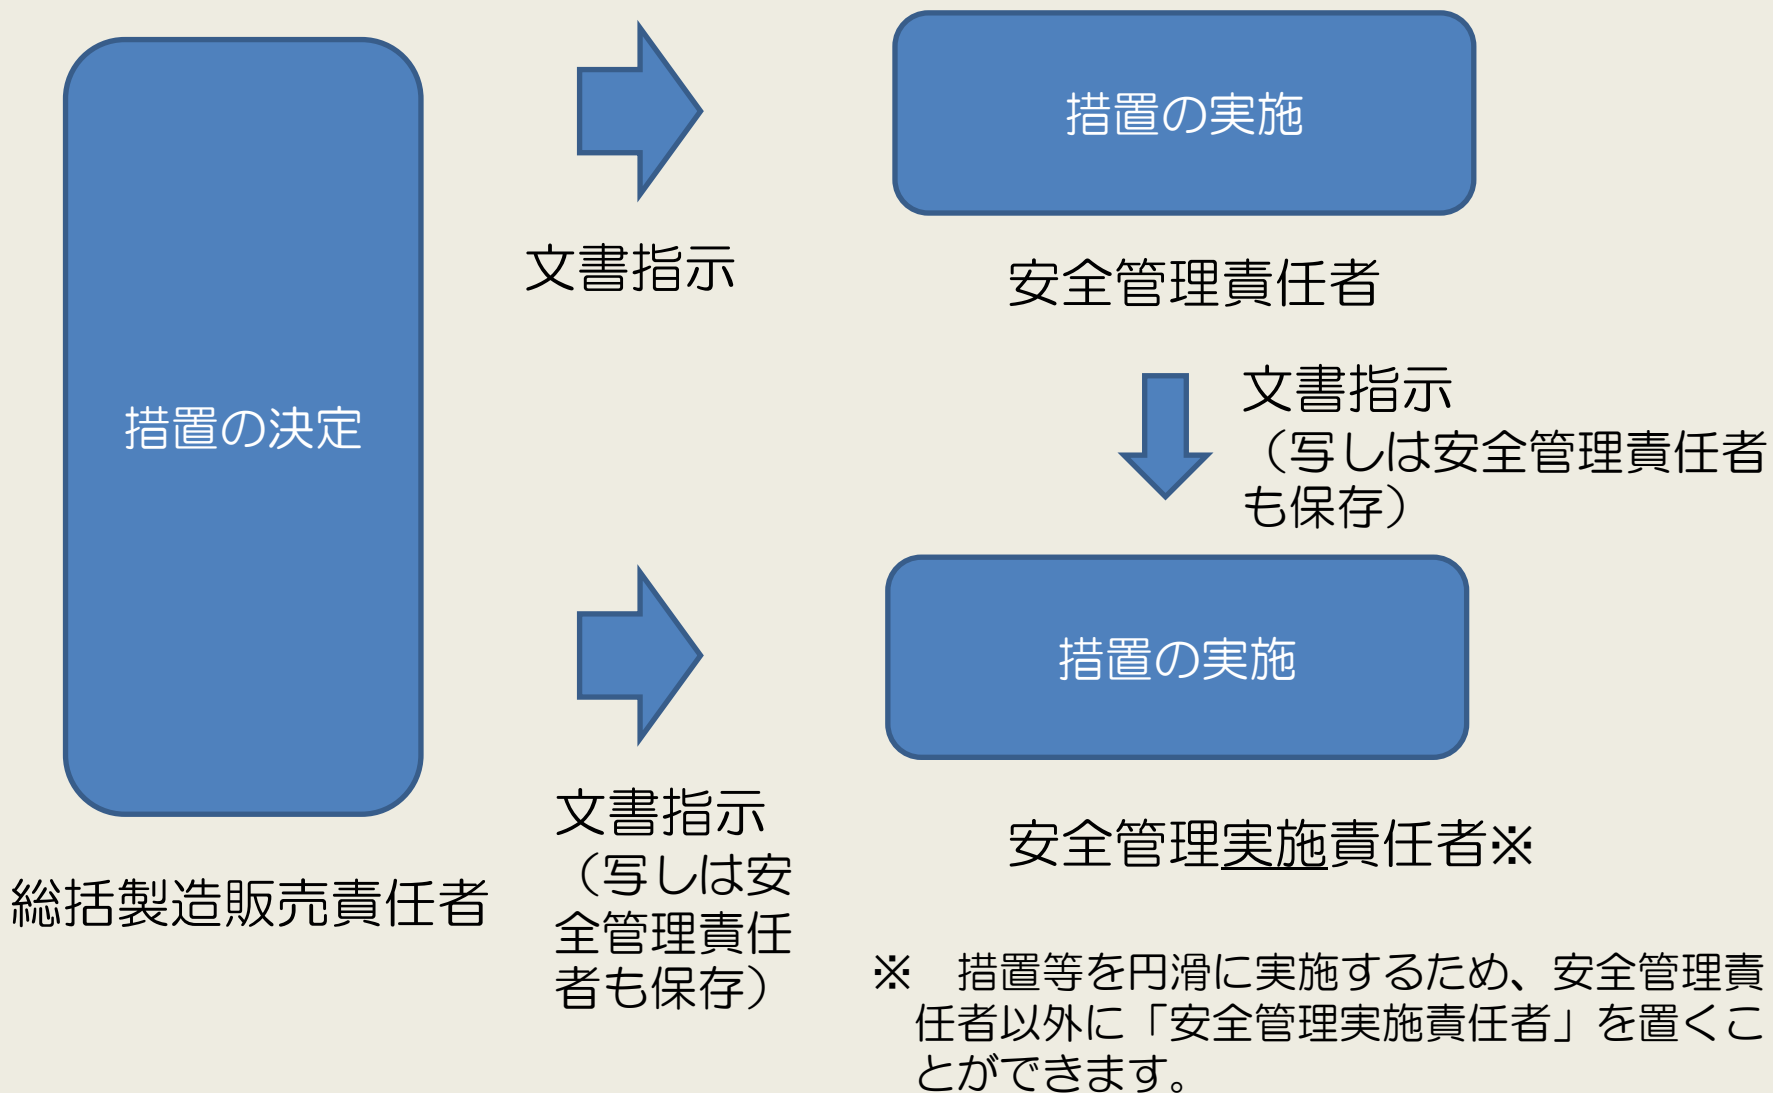 措置の決定
総括製造販売責任者
文書指示
措置の実施
安全管理責任者
文書指示
（写しは安全管理責任者
も保存）
文書指示
（写しは安
全管理責任
者も保存）
措置の実施
安全管理実施責任者※
※　措置等を円滑に実施するため、安全管理責
任者以外に「安全管理実施責任者」を置くこ
とができます。